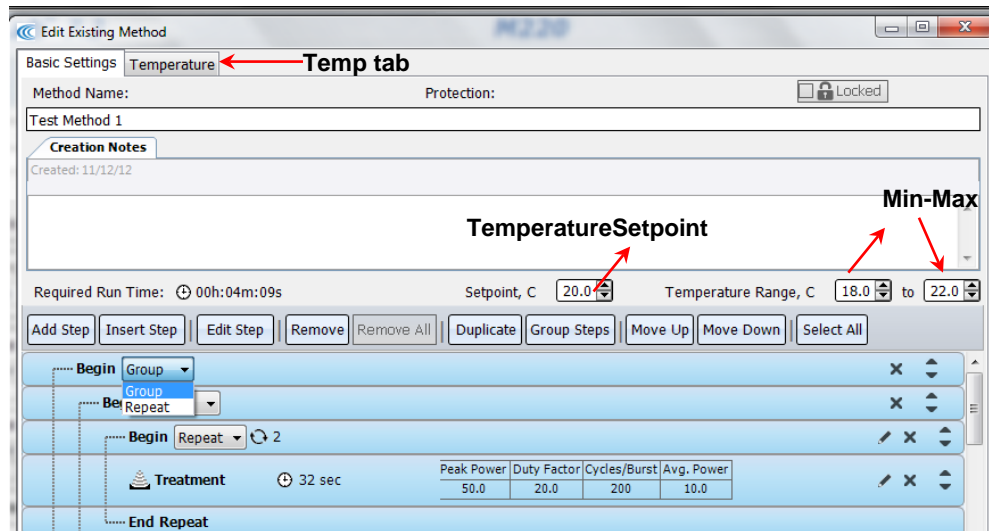 Edit Existing Method
M220
Basic Settings Temperature Temp tab
Method Name: Protection: Locked
Test Method 1
Creation Notes
Created: 11/12/12
Min-Max
TemperatureSetpoint
Required Run Time: 00h:04m:09s Setpoint, C 20.0 Temperature Range, C 18.0 to 22.0
Add Step Insert Step Edit Step Remove Remove All Duplicate Group Steps Move Up Move Down Select All
Begin Group
Group
Repeat
Begin Repeat 2
Peak Power Duty Factor Cycles/Burst Avg. Power
Treatment 32 sec
50.0 20.0 200 10.0
End Repeat